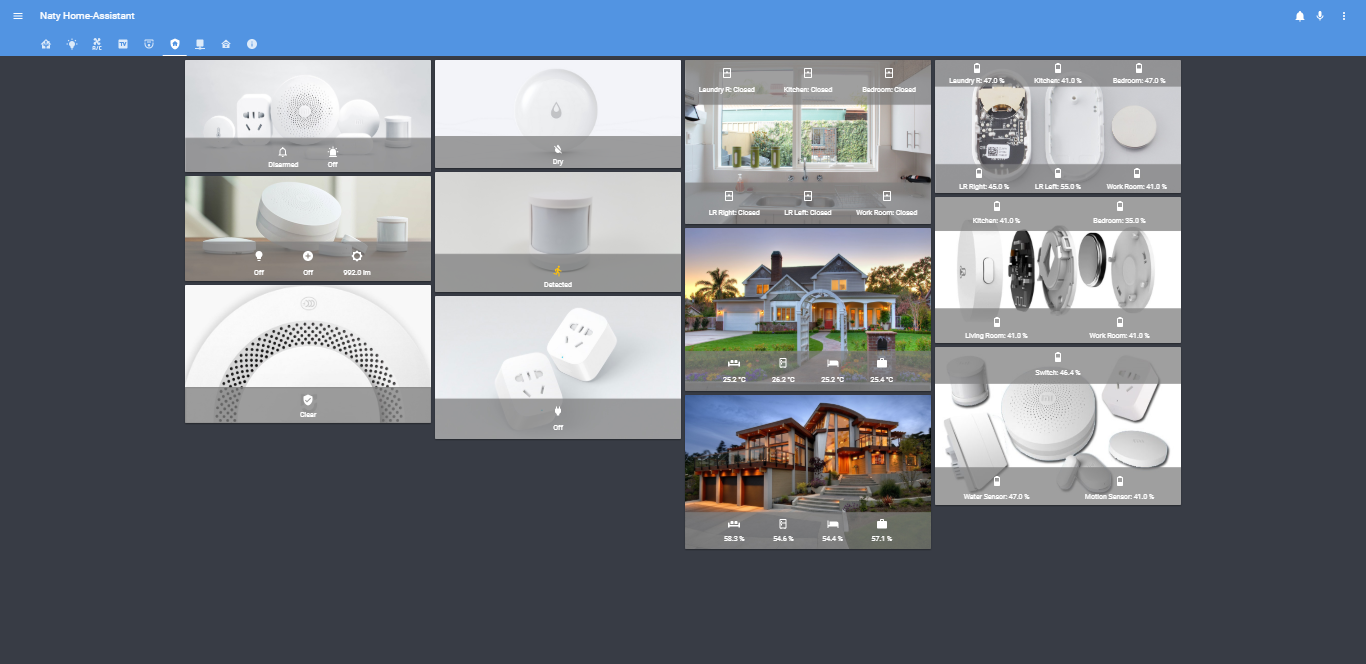 Naty Home-Assistant
R/C
TV
Disarmed Off
Off Off 992.0 lm
Clear
Dry
Detected
Off
Laundry R: Closed Kitchen: Closed Bedroom: Closed
LR Right: Closed LR Left: Closed Work Room: Closed
25.2 °C 26.2 °C 25.2 °C 25.4 °C
58.3 % 54.6 % 54.4 % 57.1 %
Laundry R: 47.0 % Kitchen: 41.0 % Bedroom: 47.0 %
LR Right: 45.0 % LR Left: 55.0 % Work Room: 41.0 %
Kitchen: 41.0 % Bedroom: 35.0 %
Living Room: 41.0 % Work Room: 41.0 %
Switch: 46.4 %
Water Sensor: 47.0 % Motion Sensor: 41.0 %